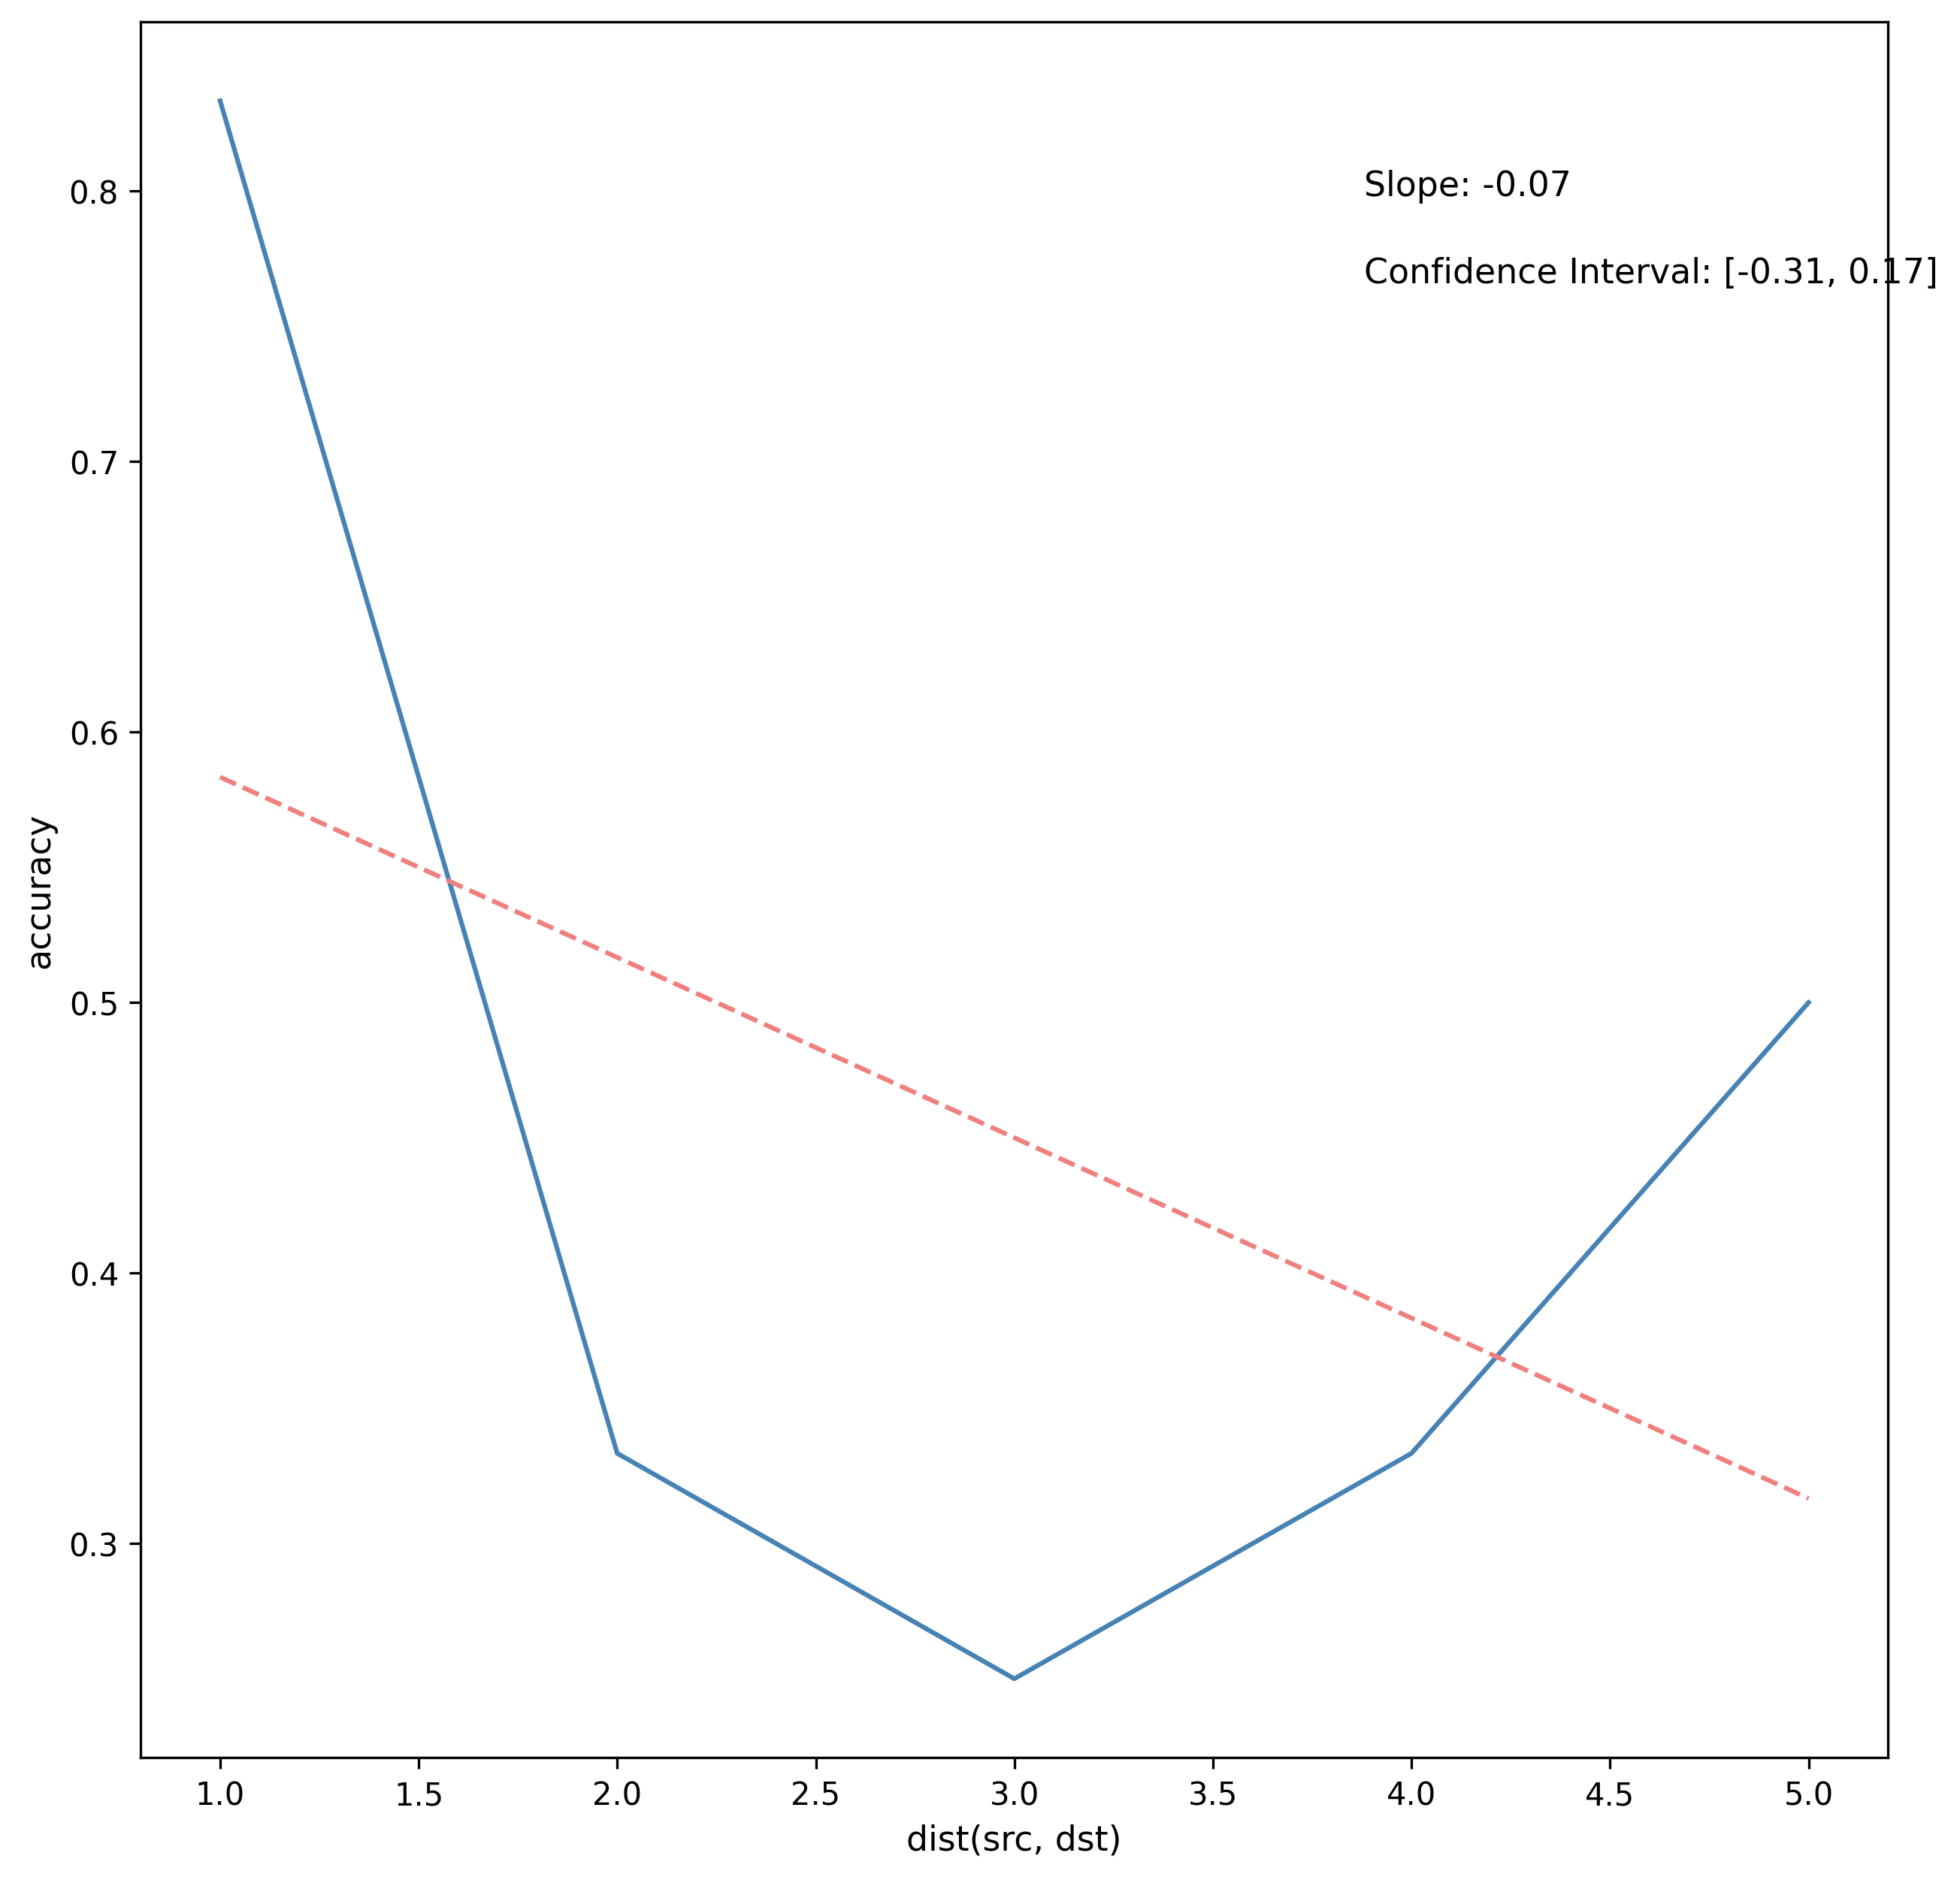 Slope: -0.07
Confidence Interval: [-0.31, 0.17]
0.8
0.7
0.6
0.5
0.4
0.3
accuracy
1.0 1.5 2.0 2.5 3.0 3.5 4.0 4.5 5.0
dist(src, dst)